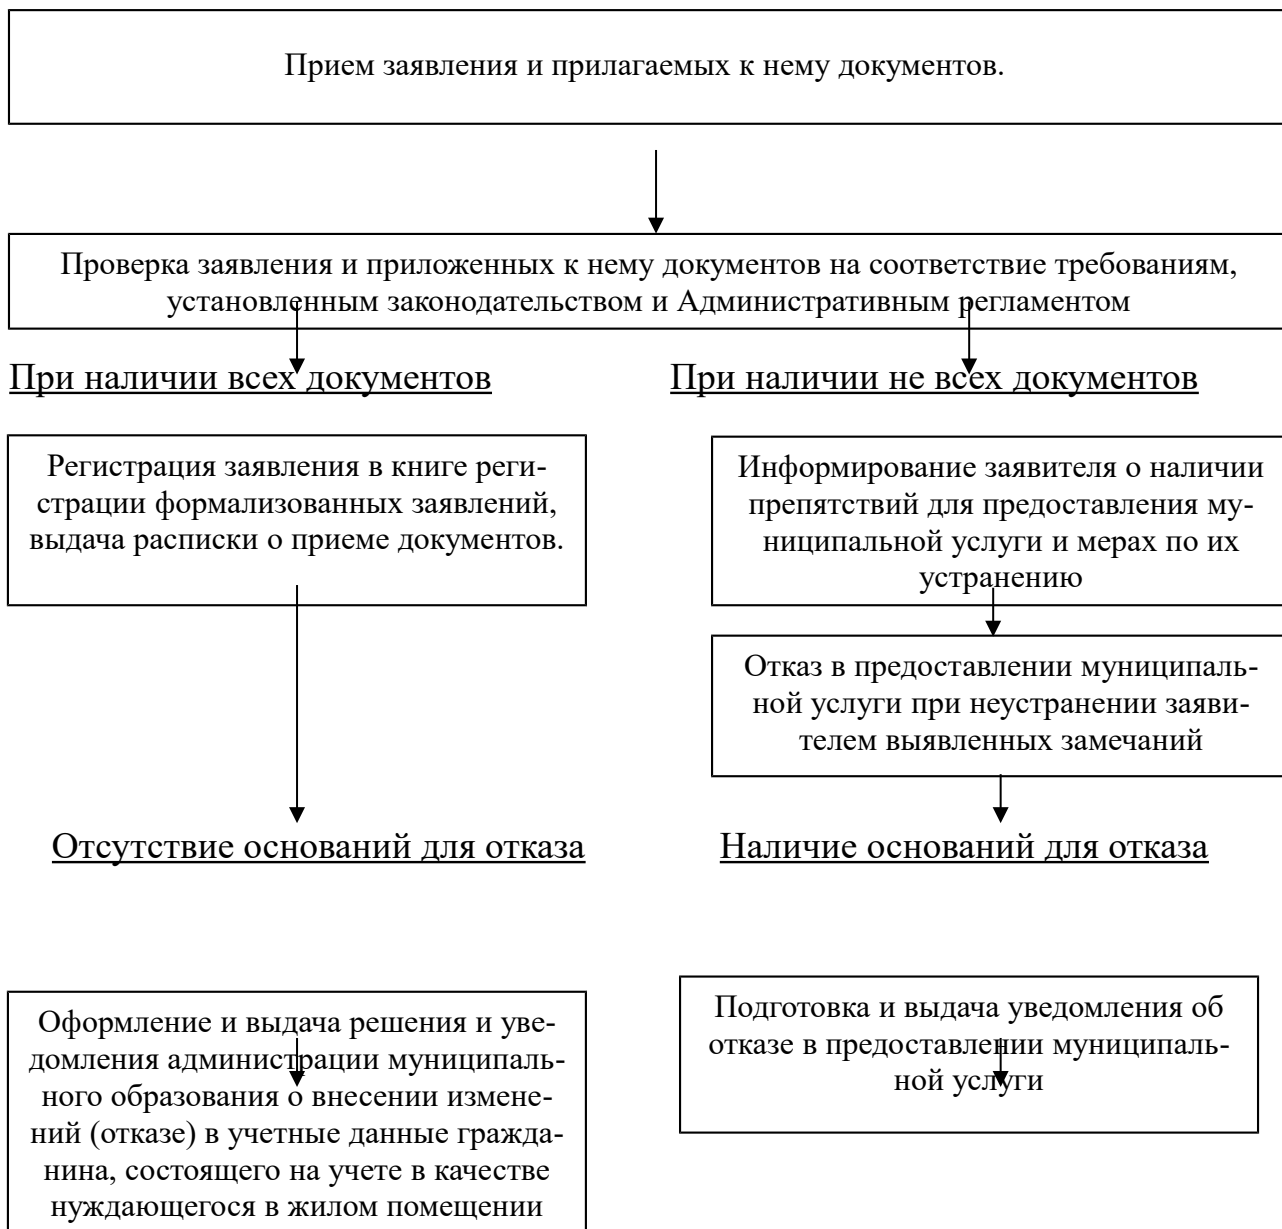 Прием заявления и прилагаемых к нему документов.
Проверка заявления и приложенных к нему документов на соответствие требованиям,
установленным законодательством и Административным регламентом
При наличии всех документов
При наличии не всех документов
Регистрация заявления в книге реги-
страции формализованных заявлений,
выдача расписки о приеме документов.
Информирование заявителя о наличии
препятствий для предоставления му-
ниципальной услуги и мерах по их
устранению
Отказ в предоставлении муниципаль-
ной услуги при неустранении заяви-
телем выявленных замечаний
Отсутствие оснований для отказа
Наличие оснований для отказа
Оформление и выдача решения и уве-
домления администрации муниципаль-
ного образования о внесении измене-
ний (отказе) в учетные данные гражда-
нина, состоящего на учете в качестве
нуждающегося в жилом помещении
Подготовка и выдача уведомления об
отказе в предоставлении муниципаль-
ной услуги